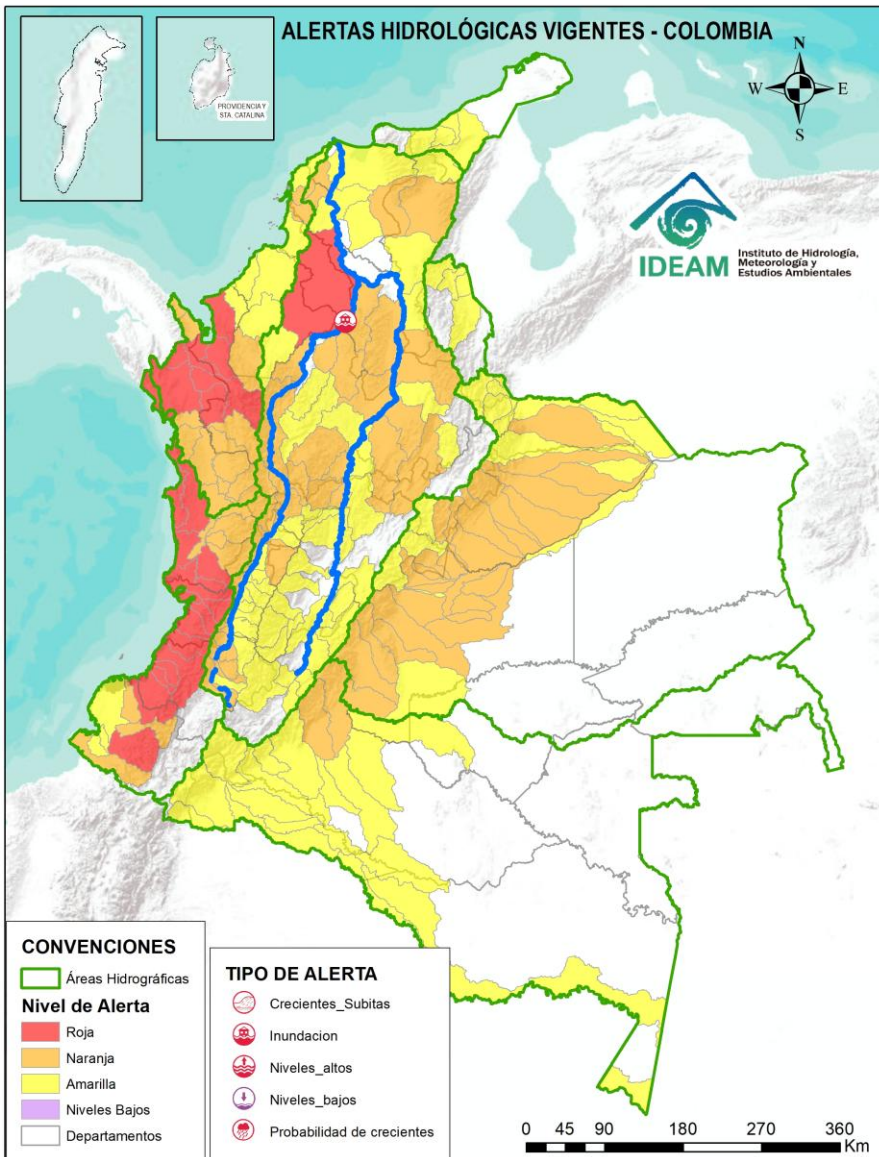 ALERTAS HIDROLÓGICAS VIGENTES - COLOMBIA
N
W
E
S
PROVIDENCIA Y
STA. CATALINA
IDEAM
Instituto de Hidrología,
Meteorología y
Estudios Ambientales
CONVENCIONES
Áreas Hidrográficas
Nivel de Alerta
Roja
Naranja
Amarilla
Niveles Bajos
Departamentos
TIPO DE ALERTA
Crecientes_Subitas
Inundacion
Niveles_altos
Niveles_bajos
Probabilidad de crecientes
0 45 90 180 270 360
Km